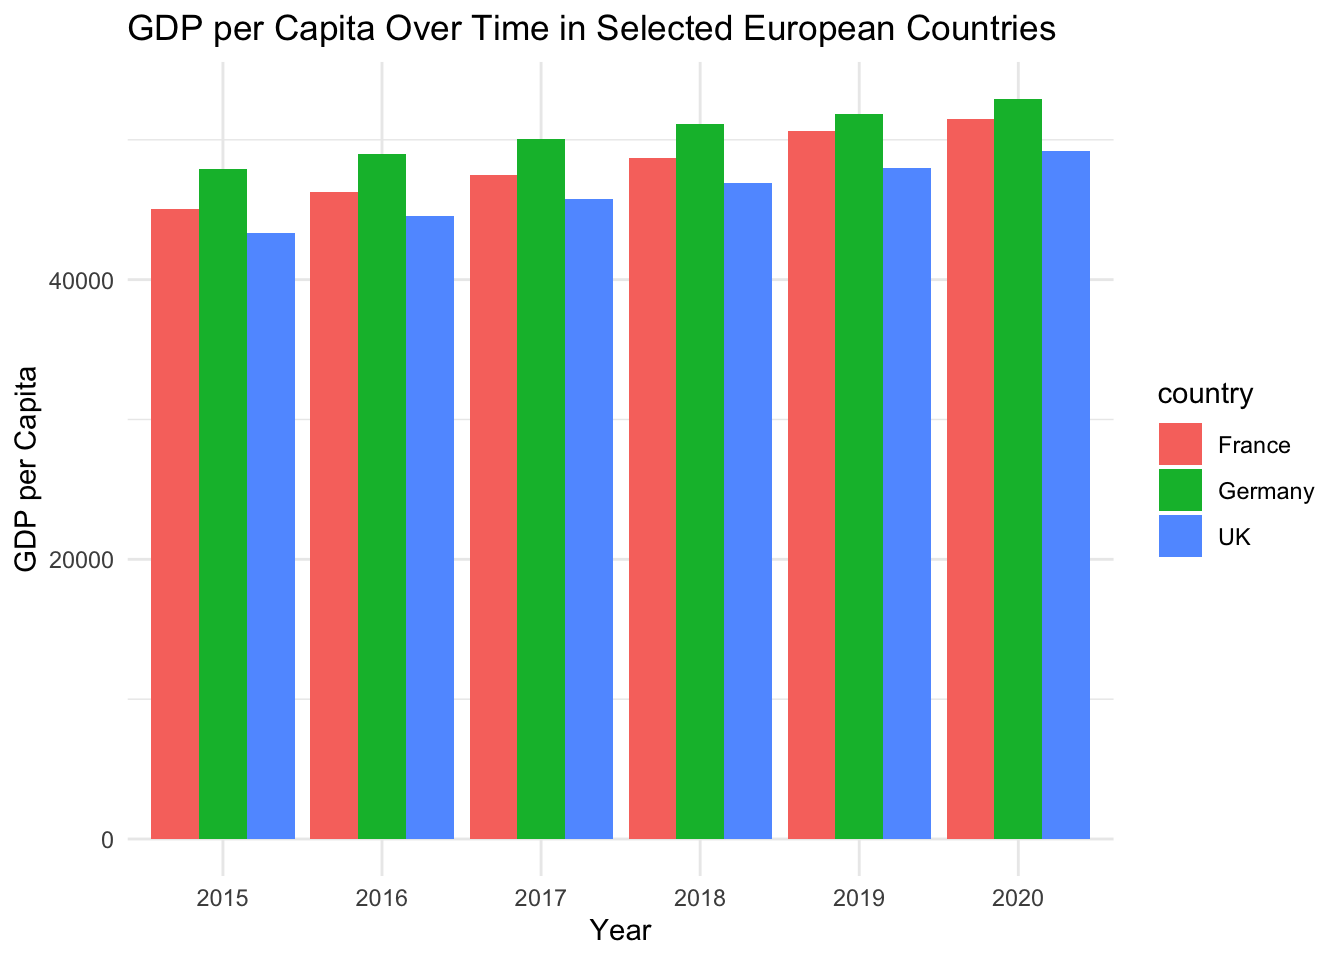 GDP per Capita Over Time in Selected European Countries
GDP per Capita
40000
20000
0
2015 2016 2017 2018 2019 2020
Year
country
France
Germany
UK